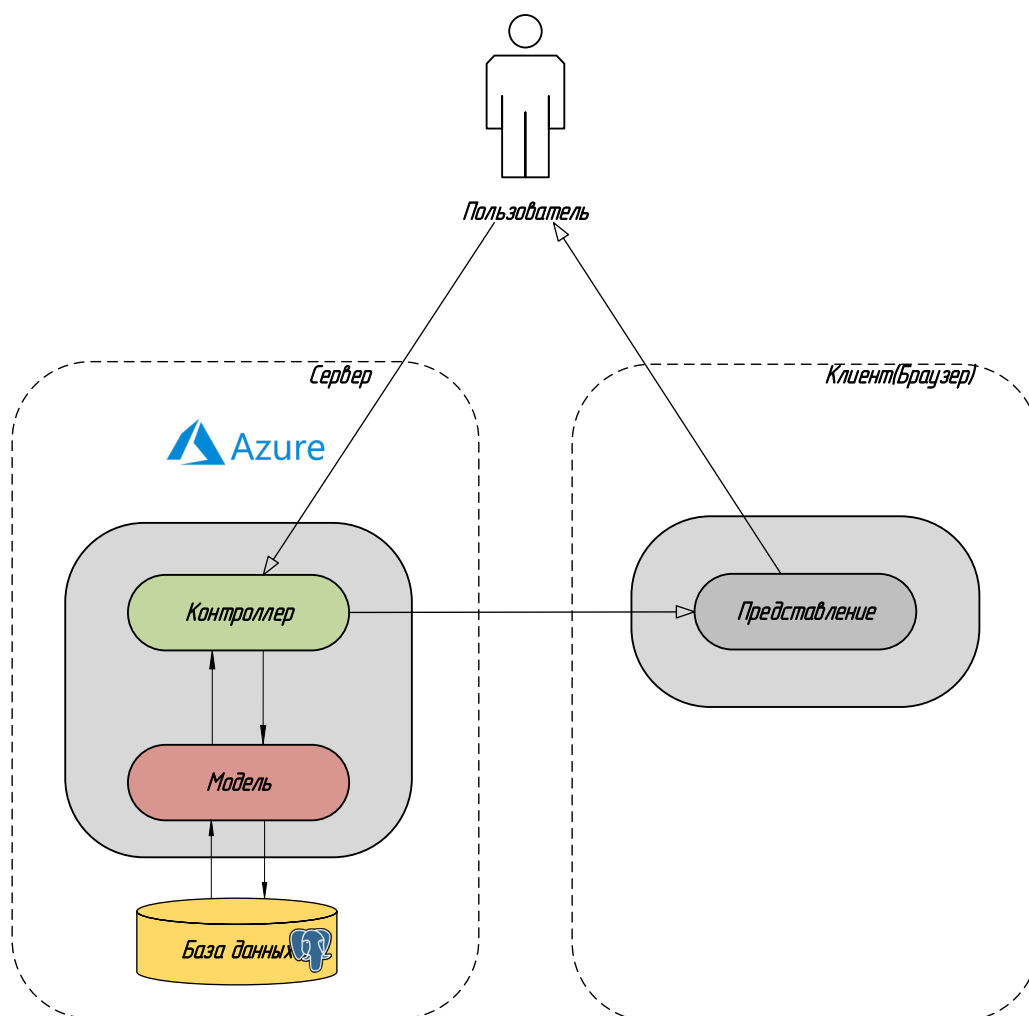 Пользователь
Сервер
Клиент(Браузер)
Azure
Контроллер
Представление
Модель
База данных